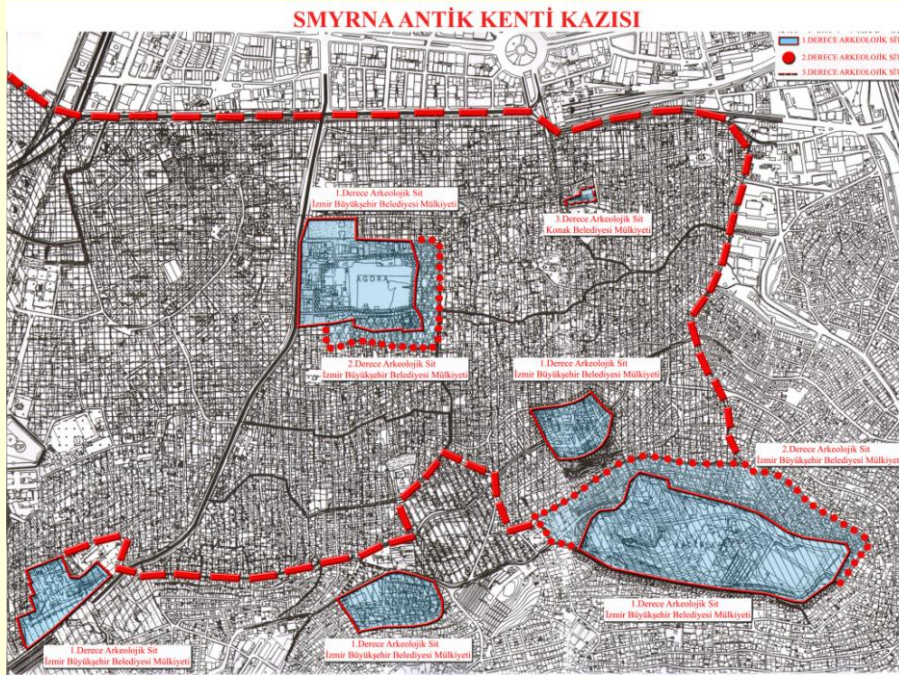 SMYRNA ANTİK KENTİ KAZISI
1.DERECE ARKEOLOJİK SİT
2.DERECE ARKEOLOJİK SİT
3.DERECE ARKEOLOJİK SİT
1.Derece Arkeolojik Sit
İzmir Büyükşehir Belediyesi Mülkiyeti
3.Derece Arkeolojik Sit
Konak Belediyesi Mülkiyeti
AGORA
2.Derece Arkeolojik Sit
İzmir Büyükşehir Belediyesi Mülkiyeti
1.Derece Arkeolojik Sit
İzmir Büyükşehir Belediyesi Mülkiyeti
2.Derece Arkeolojik Sit
İzmir Büyükşehir Belediyesi Mülkiyeti
1.Derece Arkeolojik Sit
İzmir Büyükşehir Belediyesi Mülkiyeti
1.Derece Arkeolojik Sit
İzmir Büyükşehir Belediyesi Mülkiyeti
1.Derece Arkeolojik Sit
İzmir Büyükşehir Belediyesi Mülkiyeti